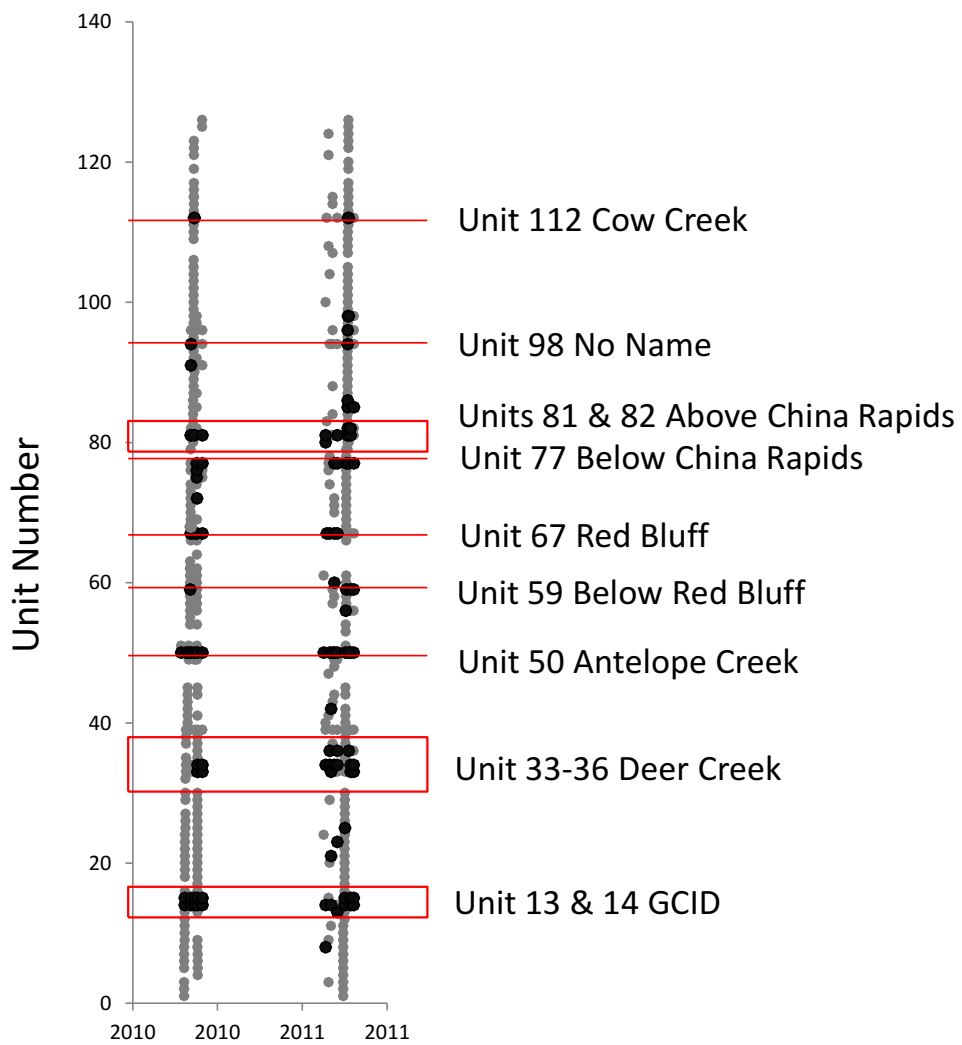 140
120
100
80
60
40
20
0
Unit Number
2010
2010
2011
2011
Unit 112 Cow Creek
Unit 98 No Name
Units 81 & 82 Above China Rapids
Unit 77 Below China Rapids
Unit 67 Red Bluff
Unit 59 Below Red Bluff
Unit 50 Antelope Creek
Unit 33-36 Deer Creek
Unit 13 & 14 GCID